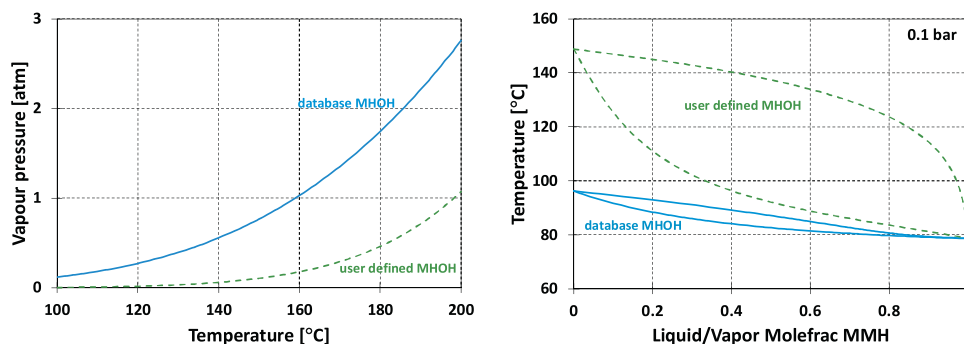 3
2
1
0
Vapour pressure [atm]
database MHOH
user defined MHOH
100 120 140 160 180 200
Temperature [°C]
160
140
120
100
80
60
Temperature [°C]
0.1 bar
user defined MHOH
database MHOH
0 0.2 0.4 0.6 0.8
Liquid/Vapor Molefrac MMH